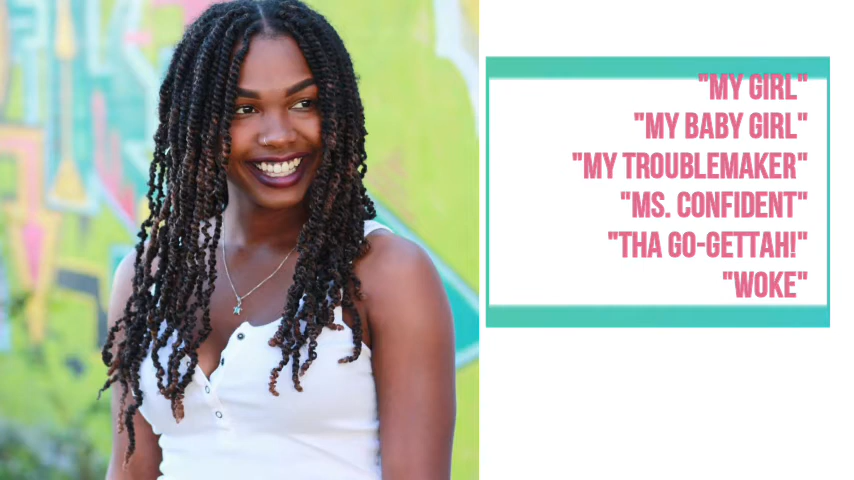 "MY GIRL"
"MY BABY GIRL"
"MY TROUBLEMAKER"
"MS. CONFIDENT"
"THA GO-GETTAH!"
"WOKE"